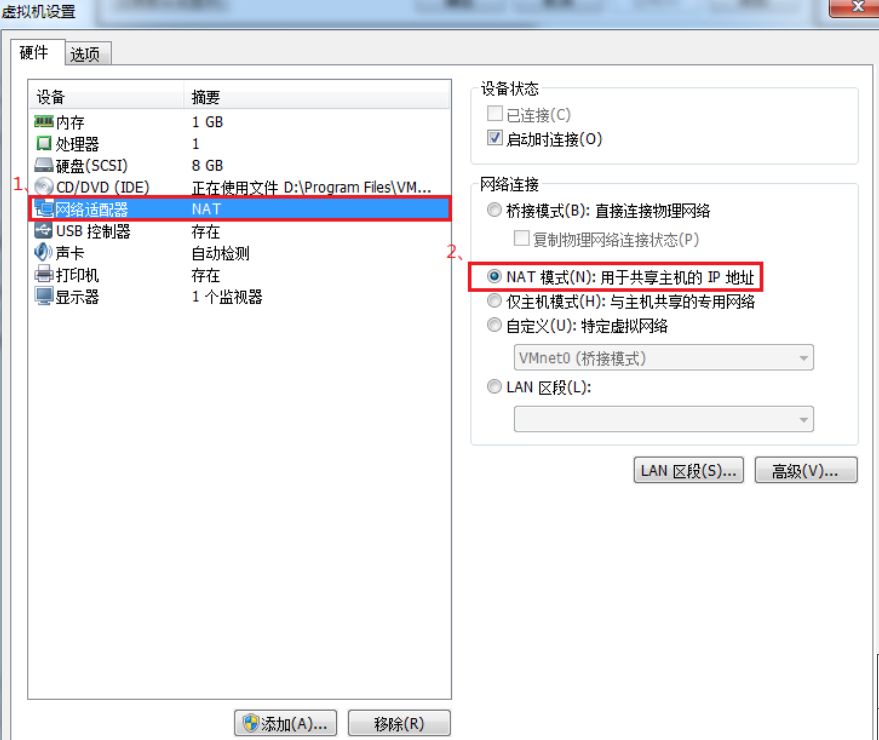 虚拟机设置
硬件 选项
设备 摘要
内存 1 GB
处理器 1
硬盘(SCSI) 8 GB
1、
CD/DVD (IDE) 正在使用文件 D:\Program Files\VM...
网络适配器 NAT
USB 控制器 存在
声卡 自动检测
打印机 存在
显示器 1 个监视器
添加(A)... 移除(R)
设备状态
已连接(C)
启动时连接(O)
网络连接
桥接模式(B): 直接连接物理网络
复制物理网络连接状态(P)
2、
NAT 模式(N): 用于共享主机的 IP 地址
仅主机模式(H): 与主机共享的专用网络
自定义(U): 特定虚拟网络
VMnet0 (桥接模式)
LAN 区段(L):
LAN 区段(S)... 高级(V)...